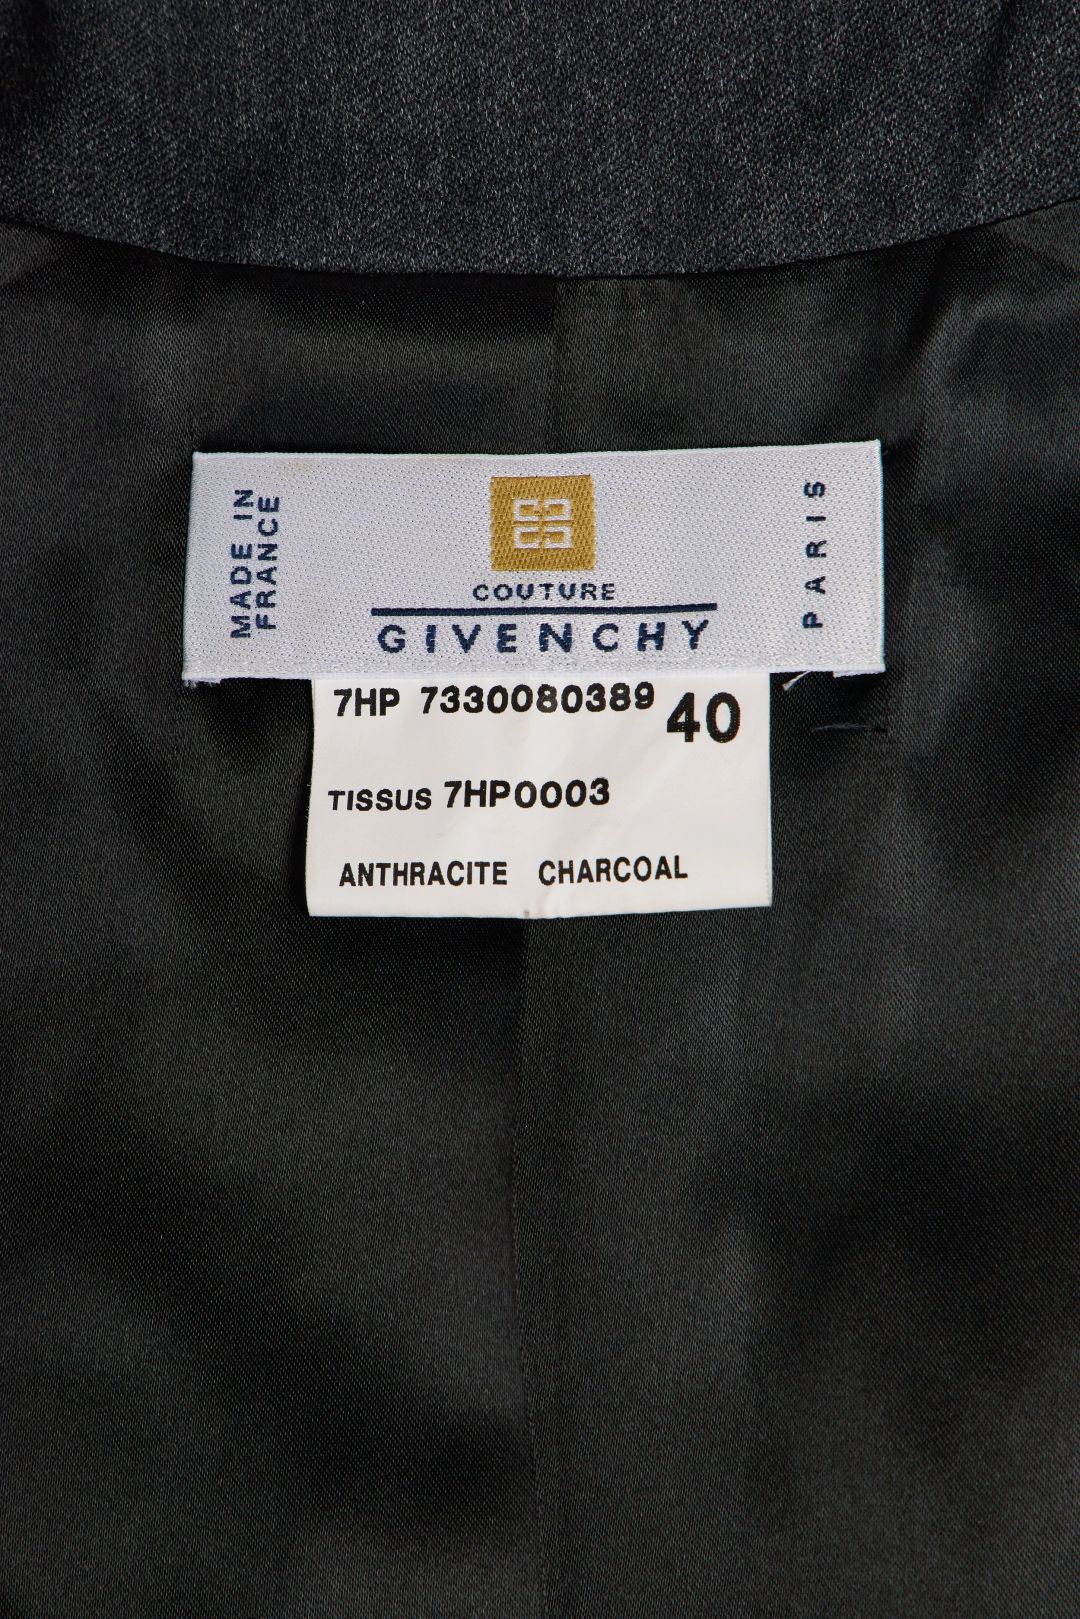 MADE IN
FRANCE
COUTURE
GIVENCHY
PARIS
7HP 7330080389 40
TISSUS 7HP0003
ANTHRACITE CHARCOAL